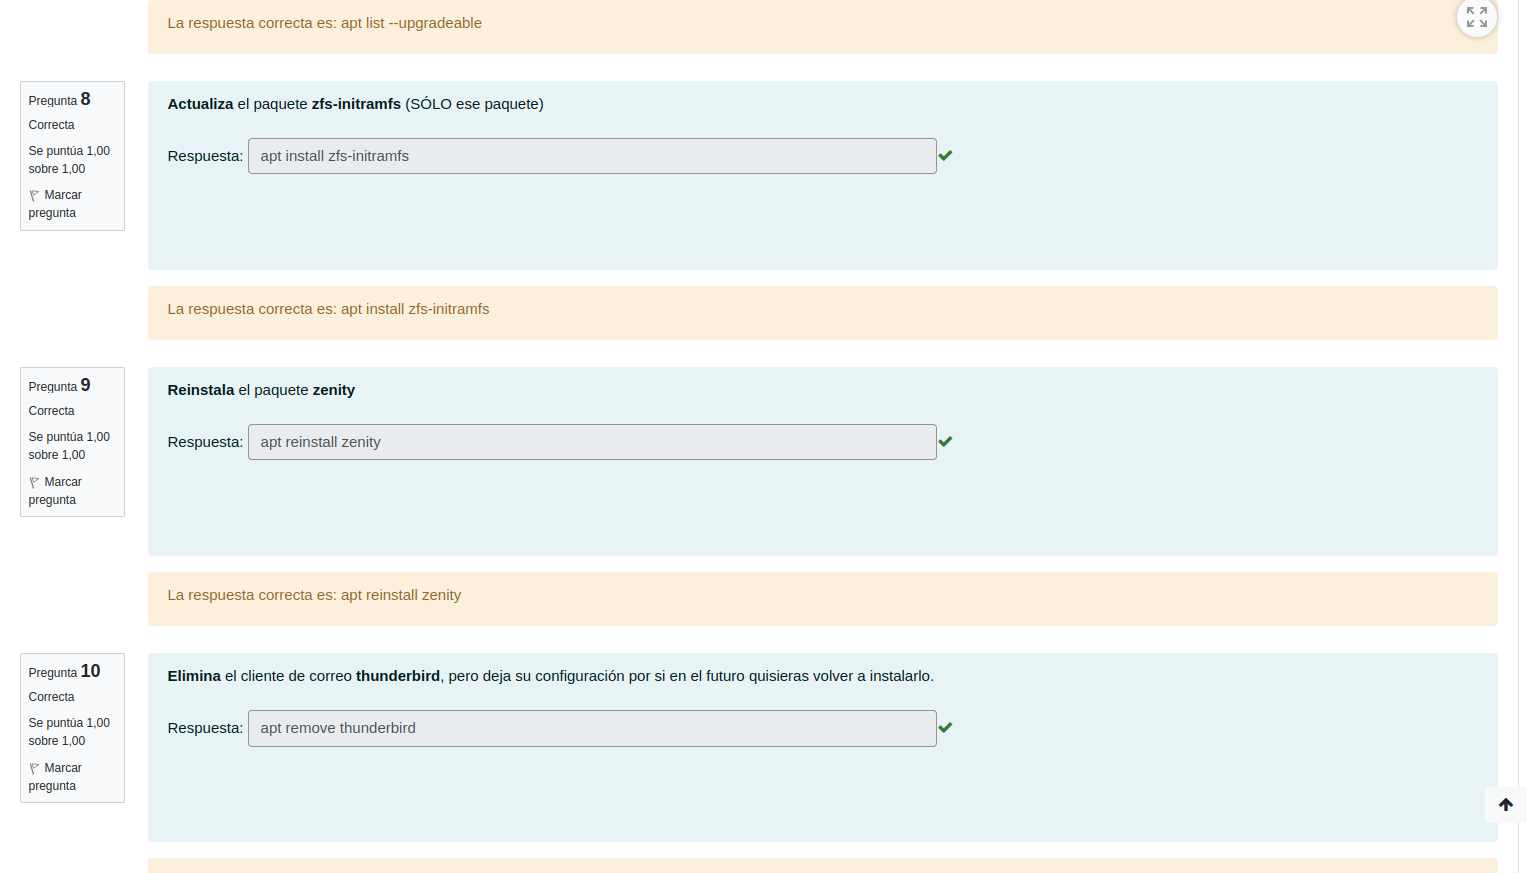 La respuesta correcta es: apt list --upgradeable
Pregunta 8
Correcta
Se puntúa 1,00
sobre 1,00
Marcar
pregunta
Actualiza el paquete zfs-initramfs (SÓLO ese paquete)
Respuesta: apt install zfs-initramfs
La respuesta correcta es: apt install zfs-initramfs
Pregunta 9
Correcta
Se puntúa 1,00
sobre 1,00
Marcar
pregunta
Reinstala el paquete zenity
Respuesta: apt reinstall zenity
La respuesta correcta es: apt reinstall zenity
Pregunta 10
Correcta
Se puntúa 1,00
sobre 1,00
Marcar
pregunta
Elimina el cliente de correo thunderbird, pero deja su configuración por si en el futuro quisieras volver a instalarlo.
Respuesta: apt remove thunderbird